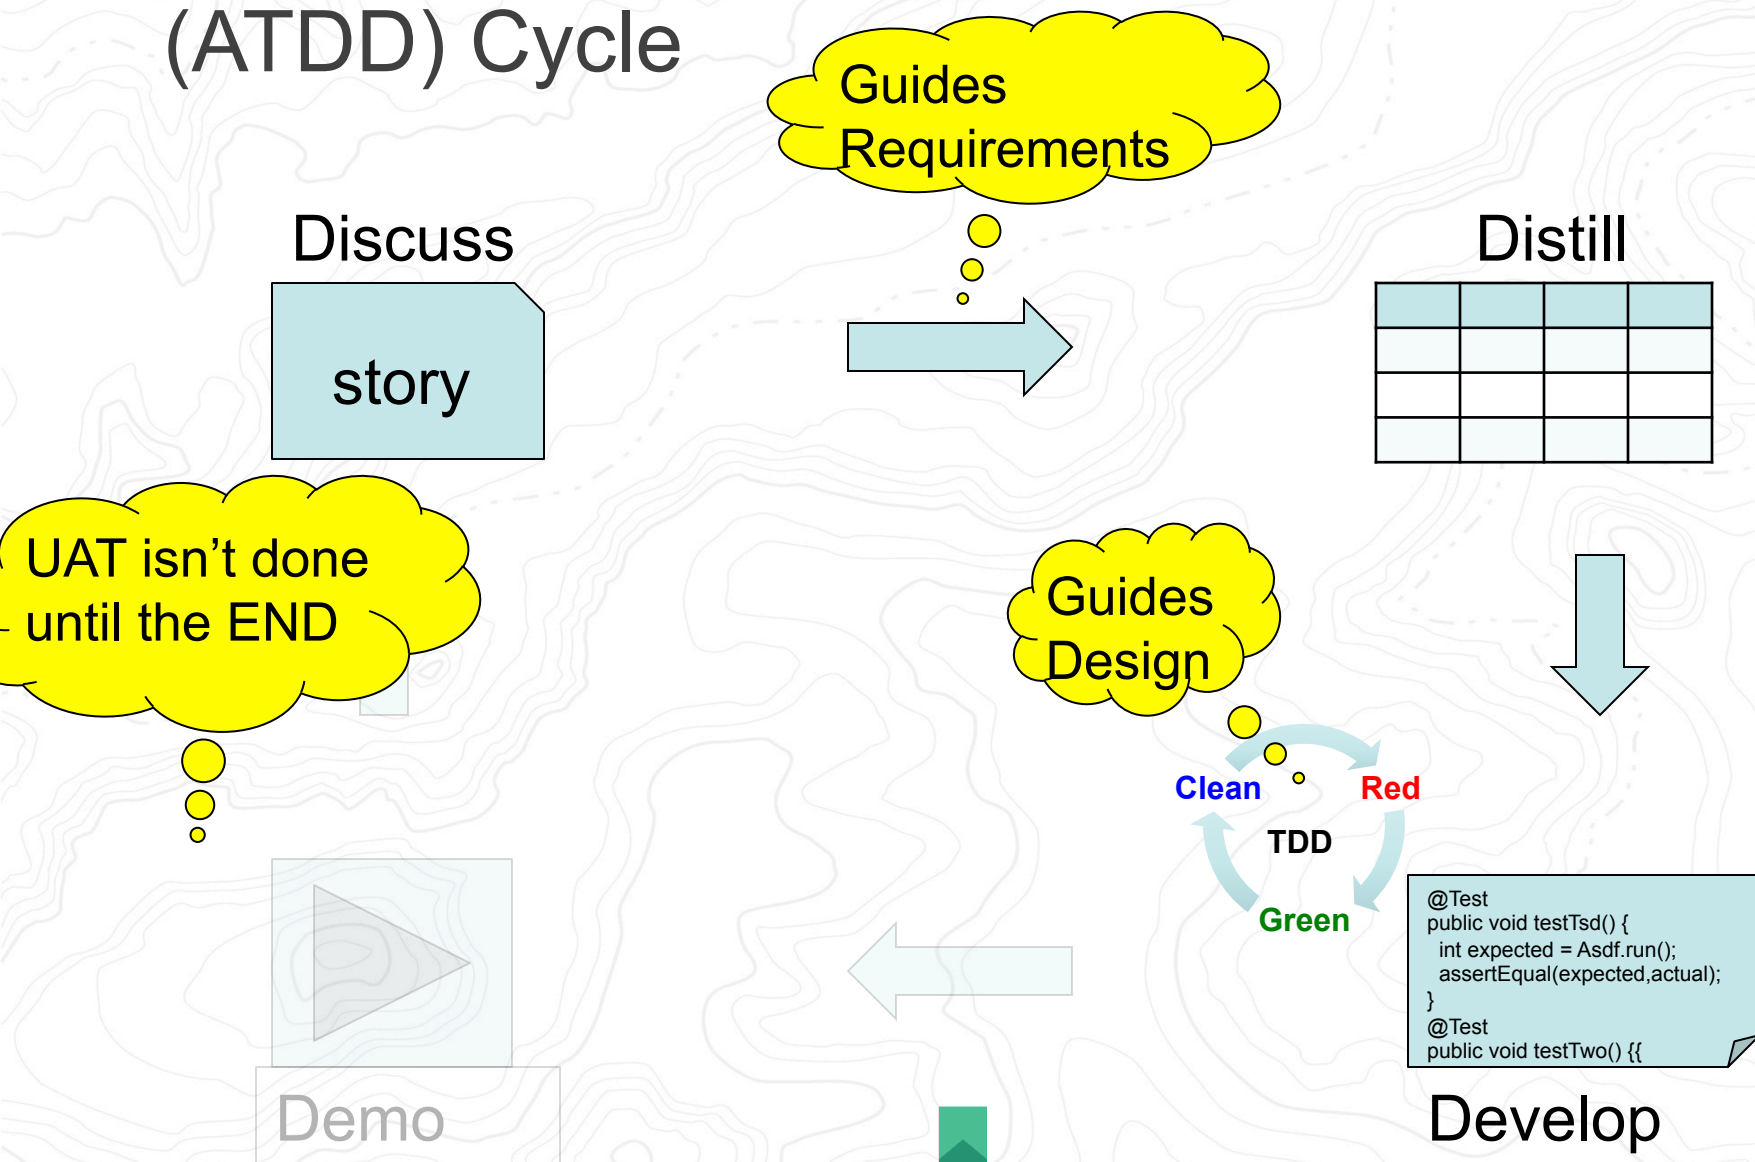 (ATDD) Cycle
Guides
Requirements
Discuss
Distill
story
UAT isn’t done
until the END
Guides
Design
Clean
Red
TDD
Green
@Test
public void testTsd() {
int expected = Asdf.run();
assertEqual(expected,actual);
}
@Test
public void testTwo() {{
Demo
Develop